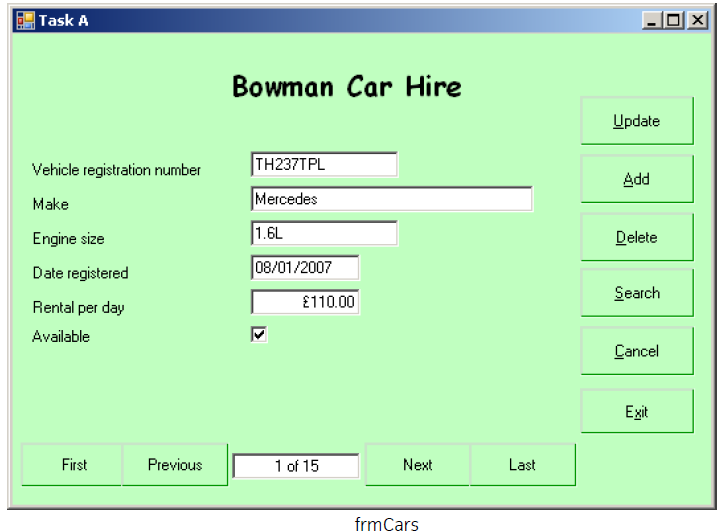 Task A
Bowman Car Hire
Update
Vehicle registration number TH237TPL
Add
Make Mercedes
Engine size 1.6L
Delete
Date registered 08/01/2007
Rental per day £110.00
Search
Available
Cancel
Exit
First Previous 1 of 15 Next Last
frmCars